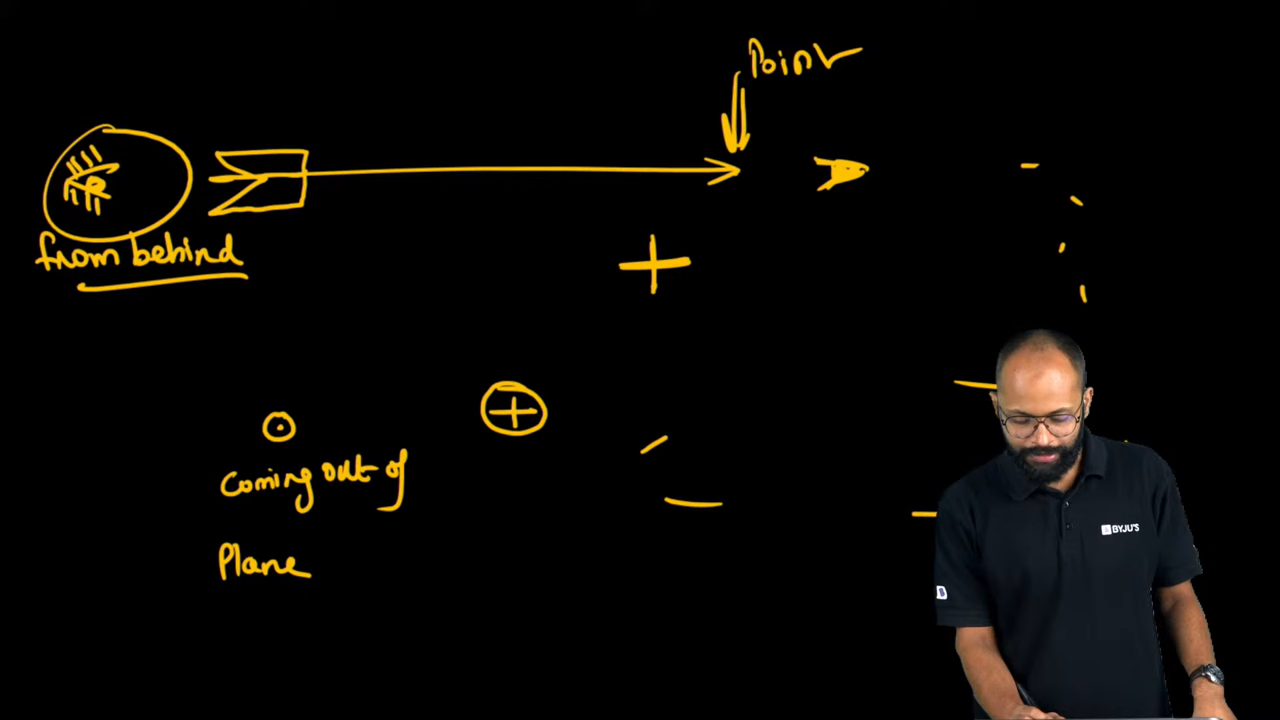 Point
from behind
Coming out of
Plane
BYJU'S